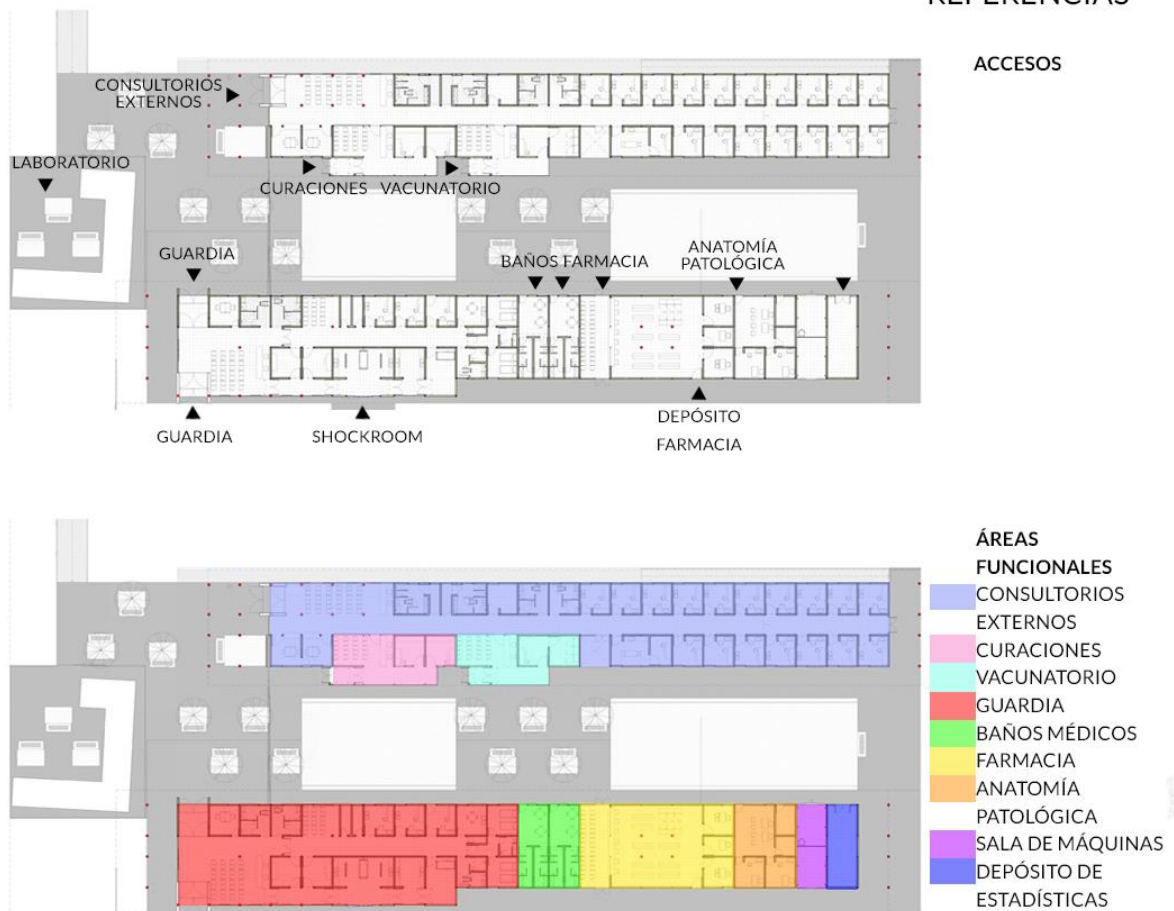 REFERENCIAS
ACCESOS
CONSULTORIOS
EXTERNOS
LABORATORIO
CURACIONES VACUNATORIO
GUARDIA
BAÑOS FARMACIA
ANATOMÍA
PATOLÓGICA
GUARDIA
SHOCKROOM
DEPÓSITO
FARMACIA
ÁREAS
FUNCIONALES
CONSULTORIOS
EXTERNOS
CURACIONES
VACUNATORIO
GUARDIA
BAÑOS MÉDICOS
FARMACIA
ANATOMÍA
PATOLÓGICA
SALA DE MÁQUINAS
DEPÓSITO DE
ESTADÍSTICAS